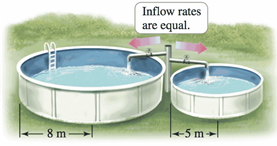 Inflow rates
are equal.
8 m
5 m